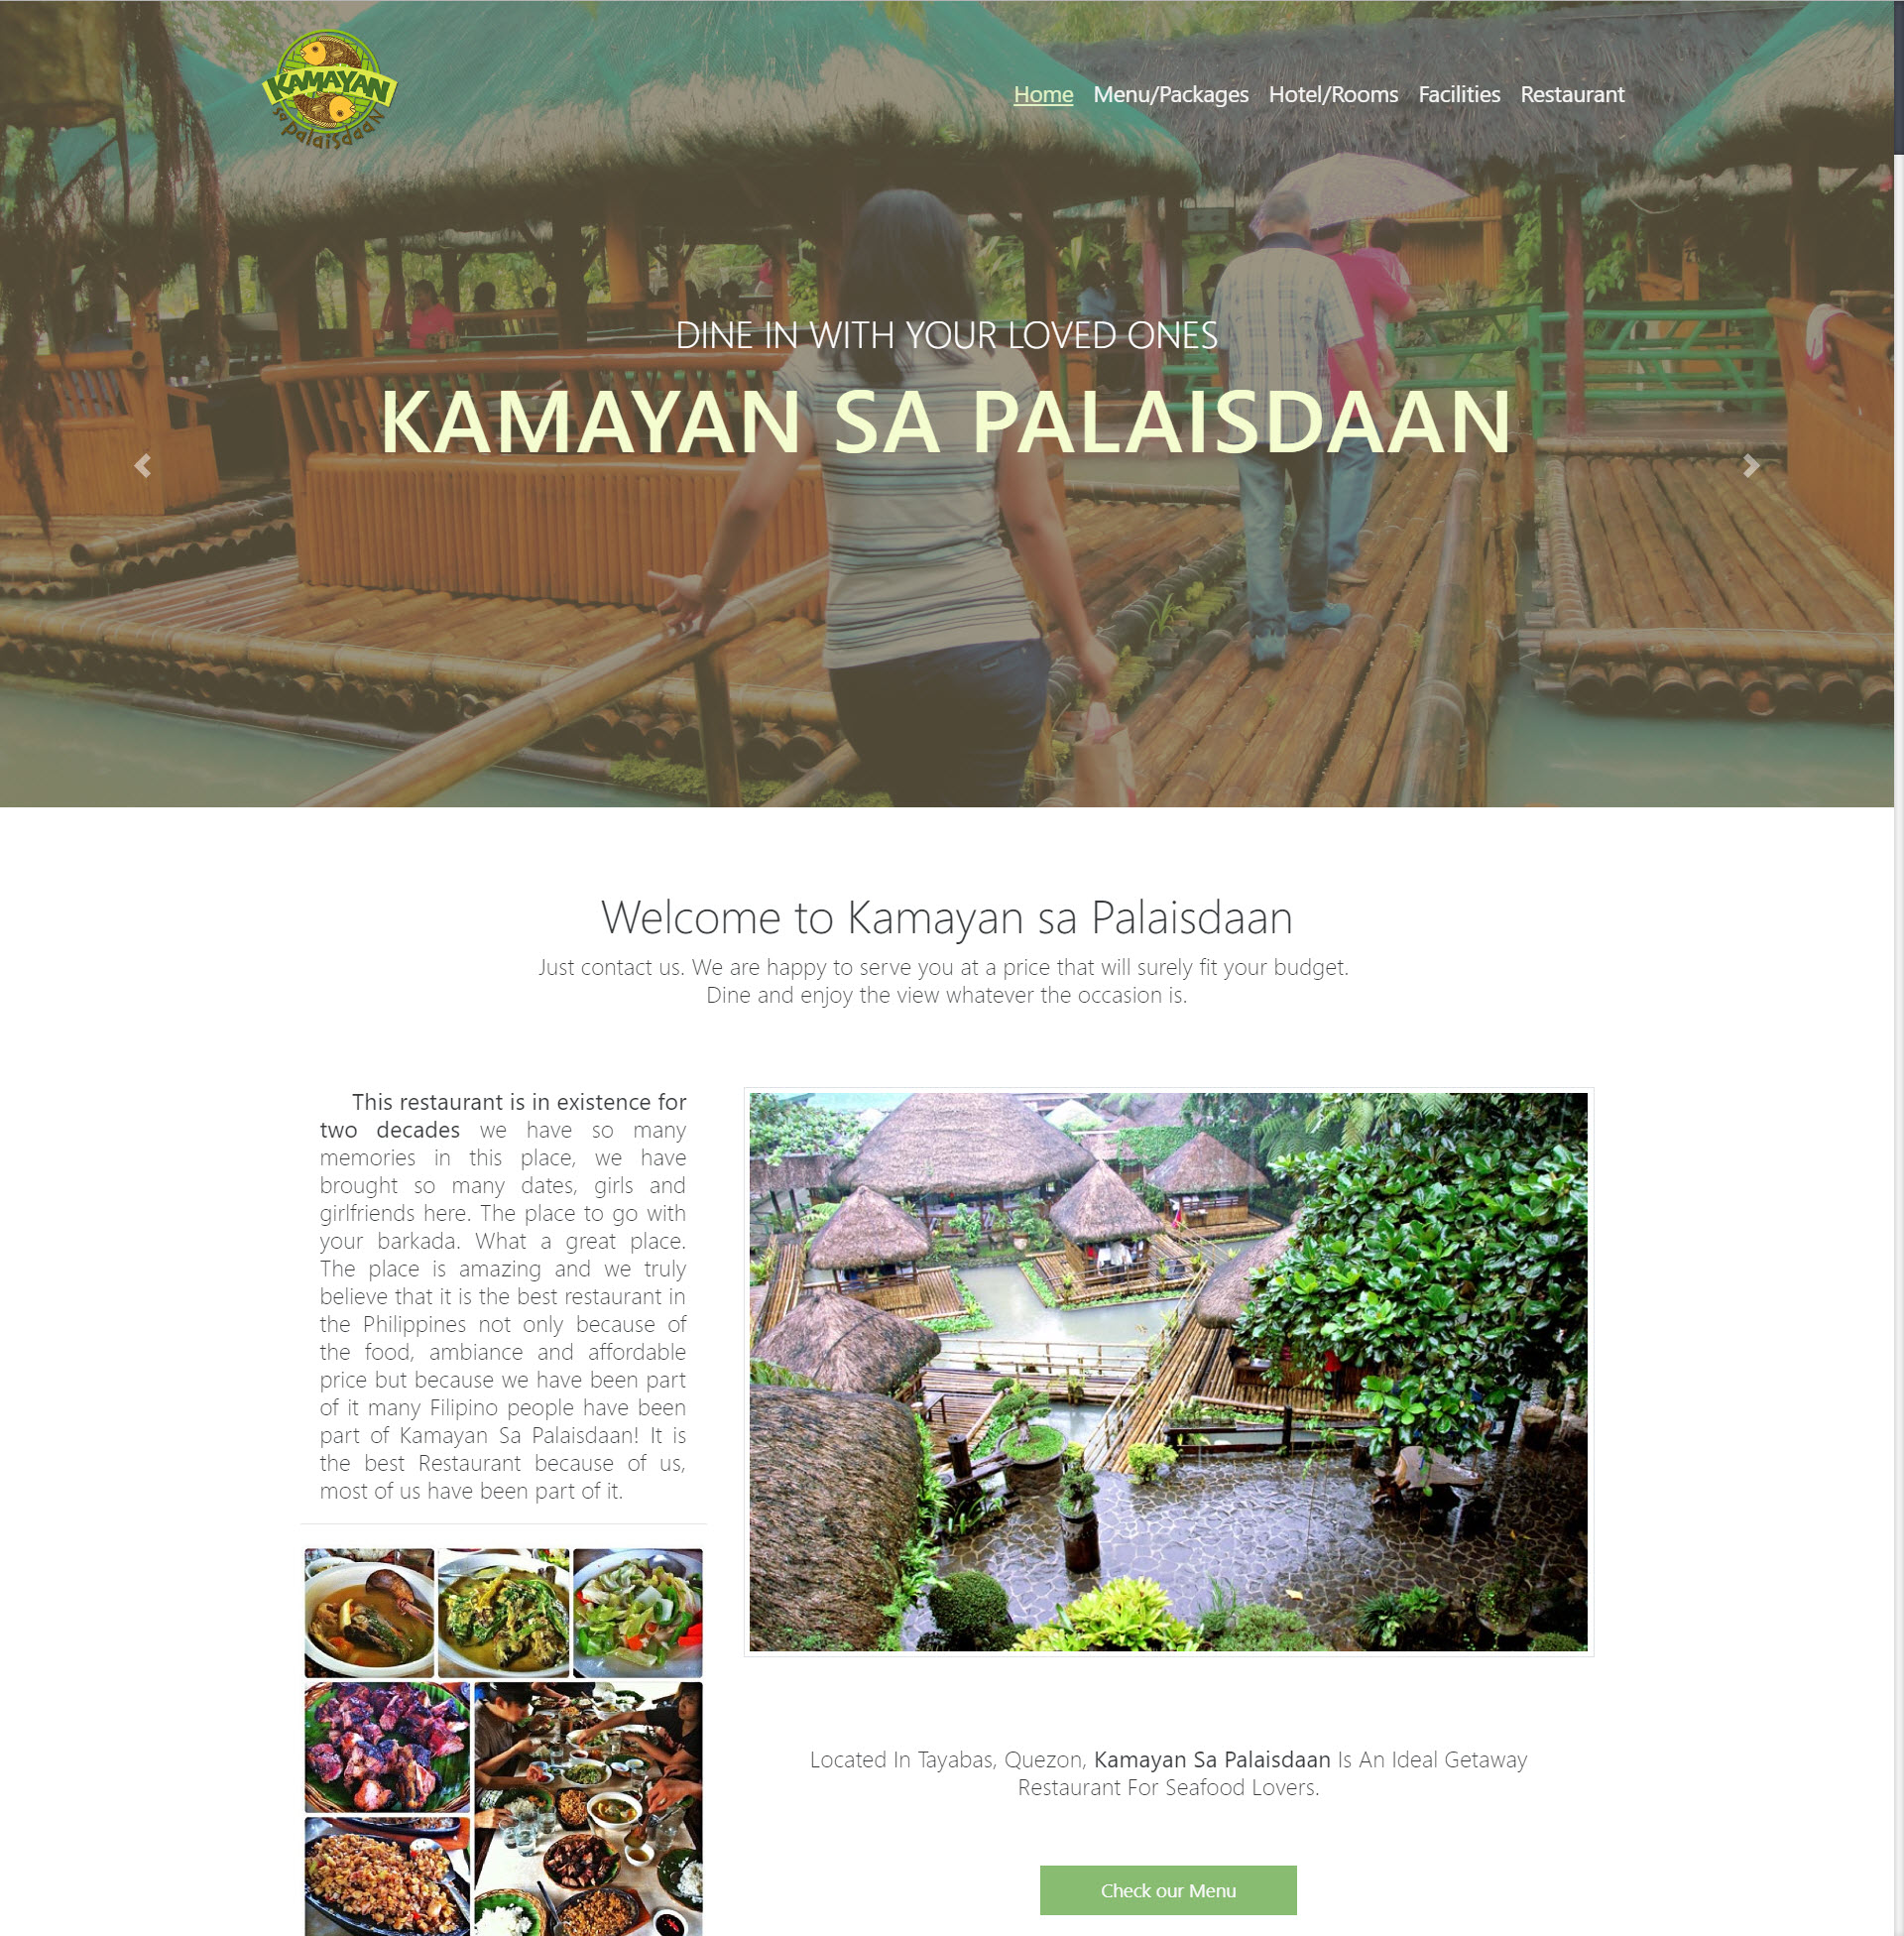 KAMAYAN
sa palaisdaan
Home Menu/Packages Hotel/Rooms Facilities Restaurant
DINE IN WITH YOUR LOVED ONES
KAMAYAN SA PALAISDAAN
Welcome to Kamayan sa Palaisdaan
Just contact us. We are happy to serve you at a price that will surely fit your budget.
Dine and enjoy the view whatever the occasion is.
This restaurant is in existence for
two decades we have so many
memories in this place, we have
brought so many dates, girls and
girlfriends here. The place to go with
your barkada. What a great place.
The place is amazing and we truly
believe that it is the best restaurant in
the Philippines not only because of
the food, ambiance and affordable
price but because we have been part
of it many Filipino people have been
part of Kamayan Sa Palaisdaan! It is
the best Restaurant because of us,
most of us have been part of it.
Located In Tayabas, Quezon, Kamayan Sa Palaisdaan Is An Ideal Getaway
Restaurant For Seafood Lovers.
Check our Menu